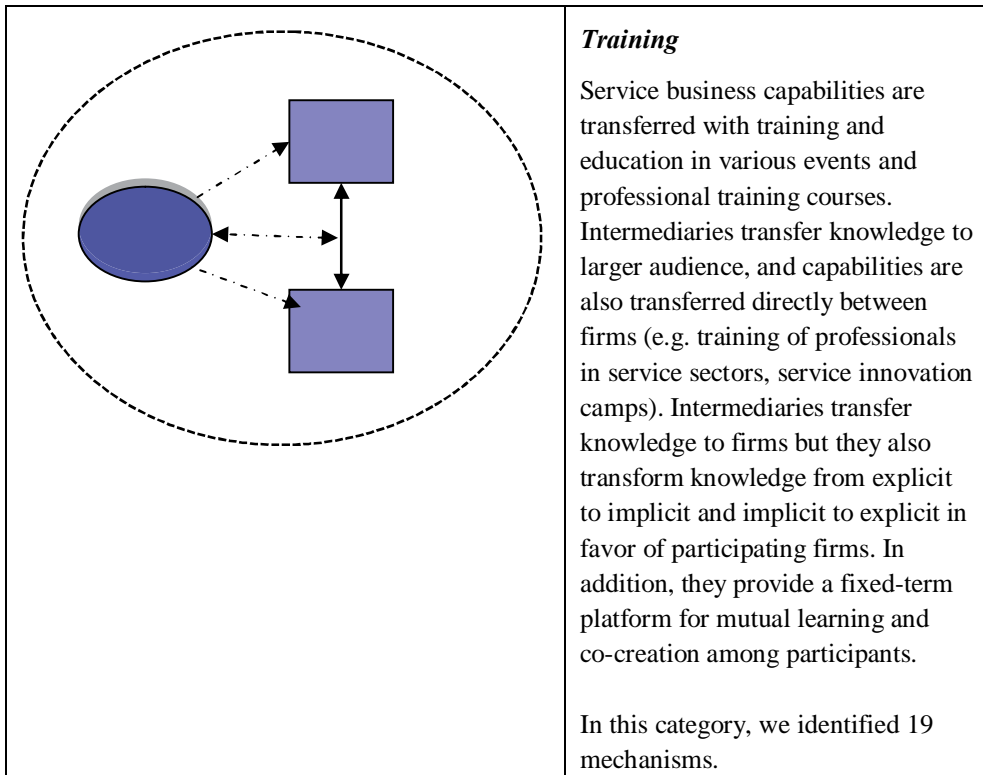 Training
Service business capabilities are
transferred with training and
education in various events and
professional training courses.
Intermediaries transfer knowledge to
larger audience, and capabilities are
also transferred directly between
firms (e.g. training of professionals
in service sectors, service innovation
camps). Intermediaries transfer
knowledge to firms but they also
transform knowledge from explicit
to implicit and implicit to explicit in
favor of participating firms. In
addition, they provide a fixed-term
platform for mutual learning and
co-creation among participants.
In this category, we identified 19
mechanisms.